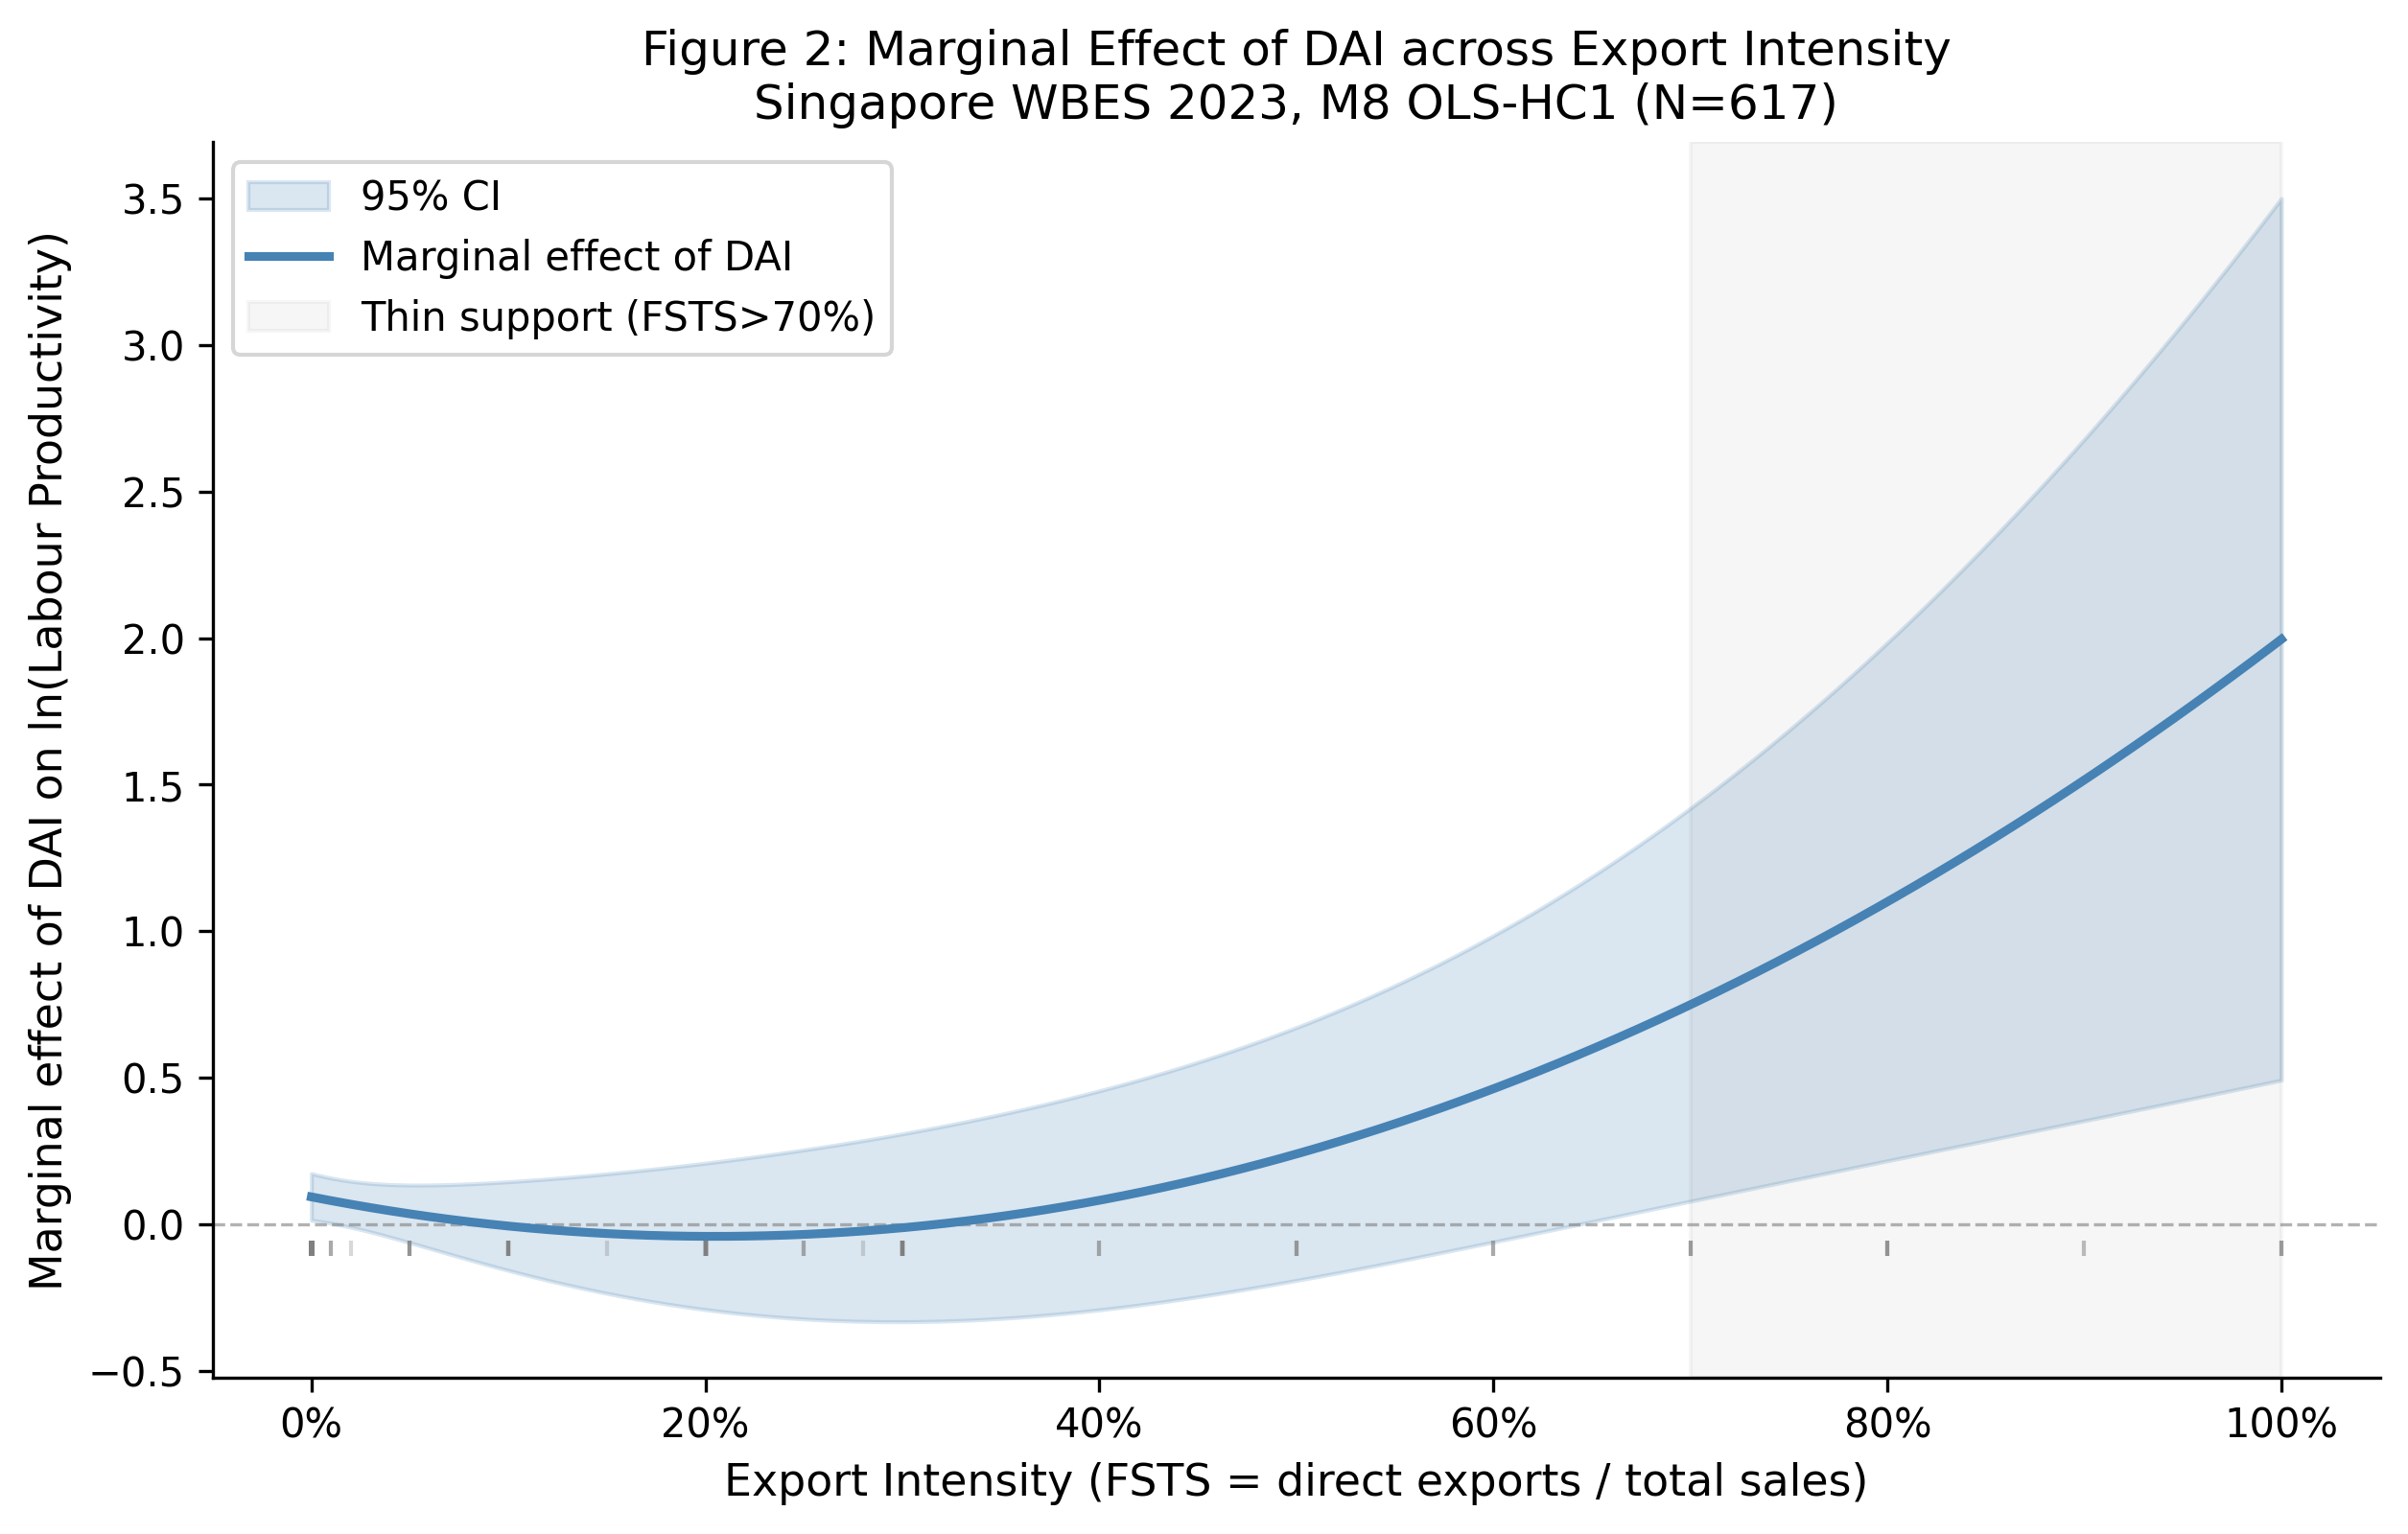 Figure 2: Marginal Effect of DAI across Export Intensity
Singapore WBES 2023, M8 OLS-HC1 (N=617)
95% CI
Marginal effect of DAI
Thin support (FSTS>70%)
Marginal effect of DAI on ln(Labour Productivity)
3.5
3.0
2.5
2.0
1.5
1.0
0.5
0.0
−0.5
0%
20%
40%
60%
80%
100%
Export Intensity (FSTS = direct exports / total sales)